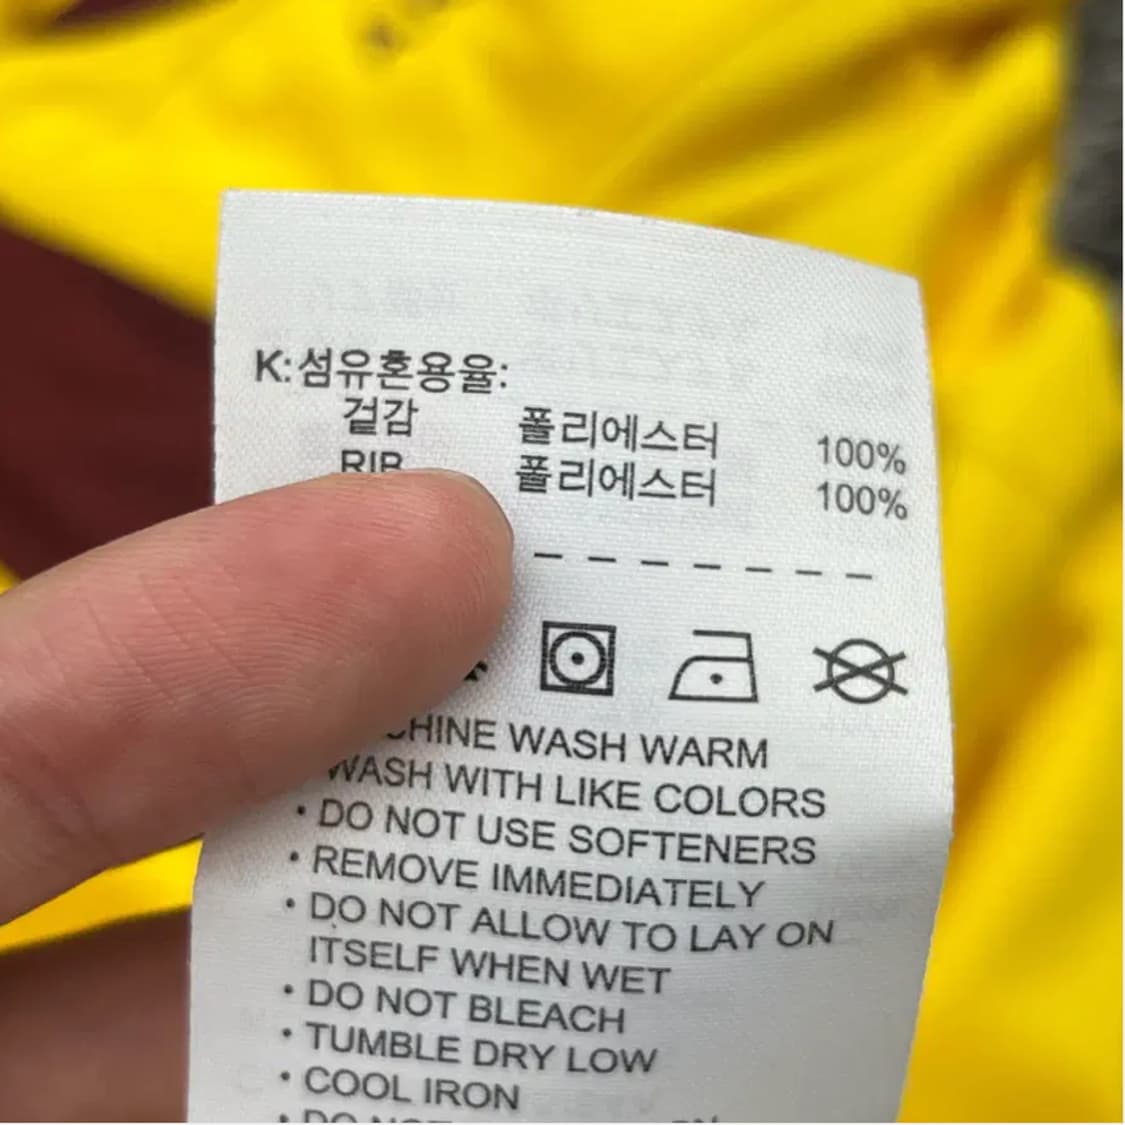 K:섬유혼용율:
겉감 폴리에스터 100%
RIB 폴리에스터 100%
WASH WARM
WASH WITH LIKE COLORS
• DO NOT USE SOFTENERS
• REMOVE IMMEDIATELY
• DO NOT ALLOW TO LAY ON
ITSELF WHEN WET
• DO NOT BLEACH
• TUMBLE DRY LOW
• COOL IRON